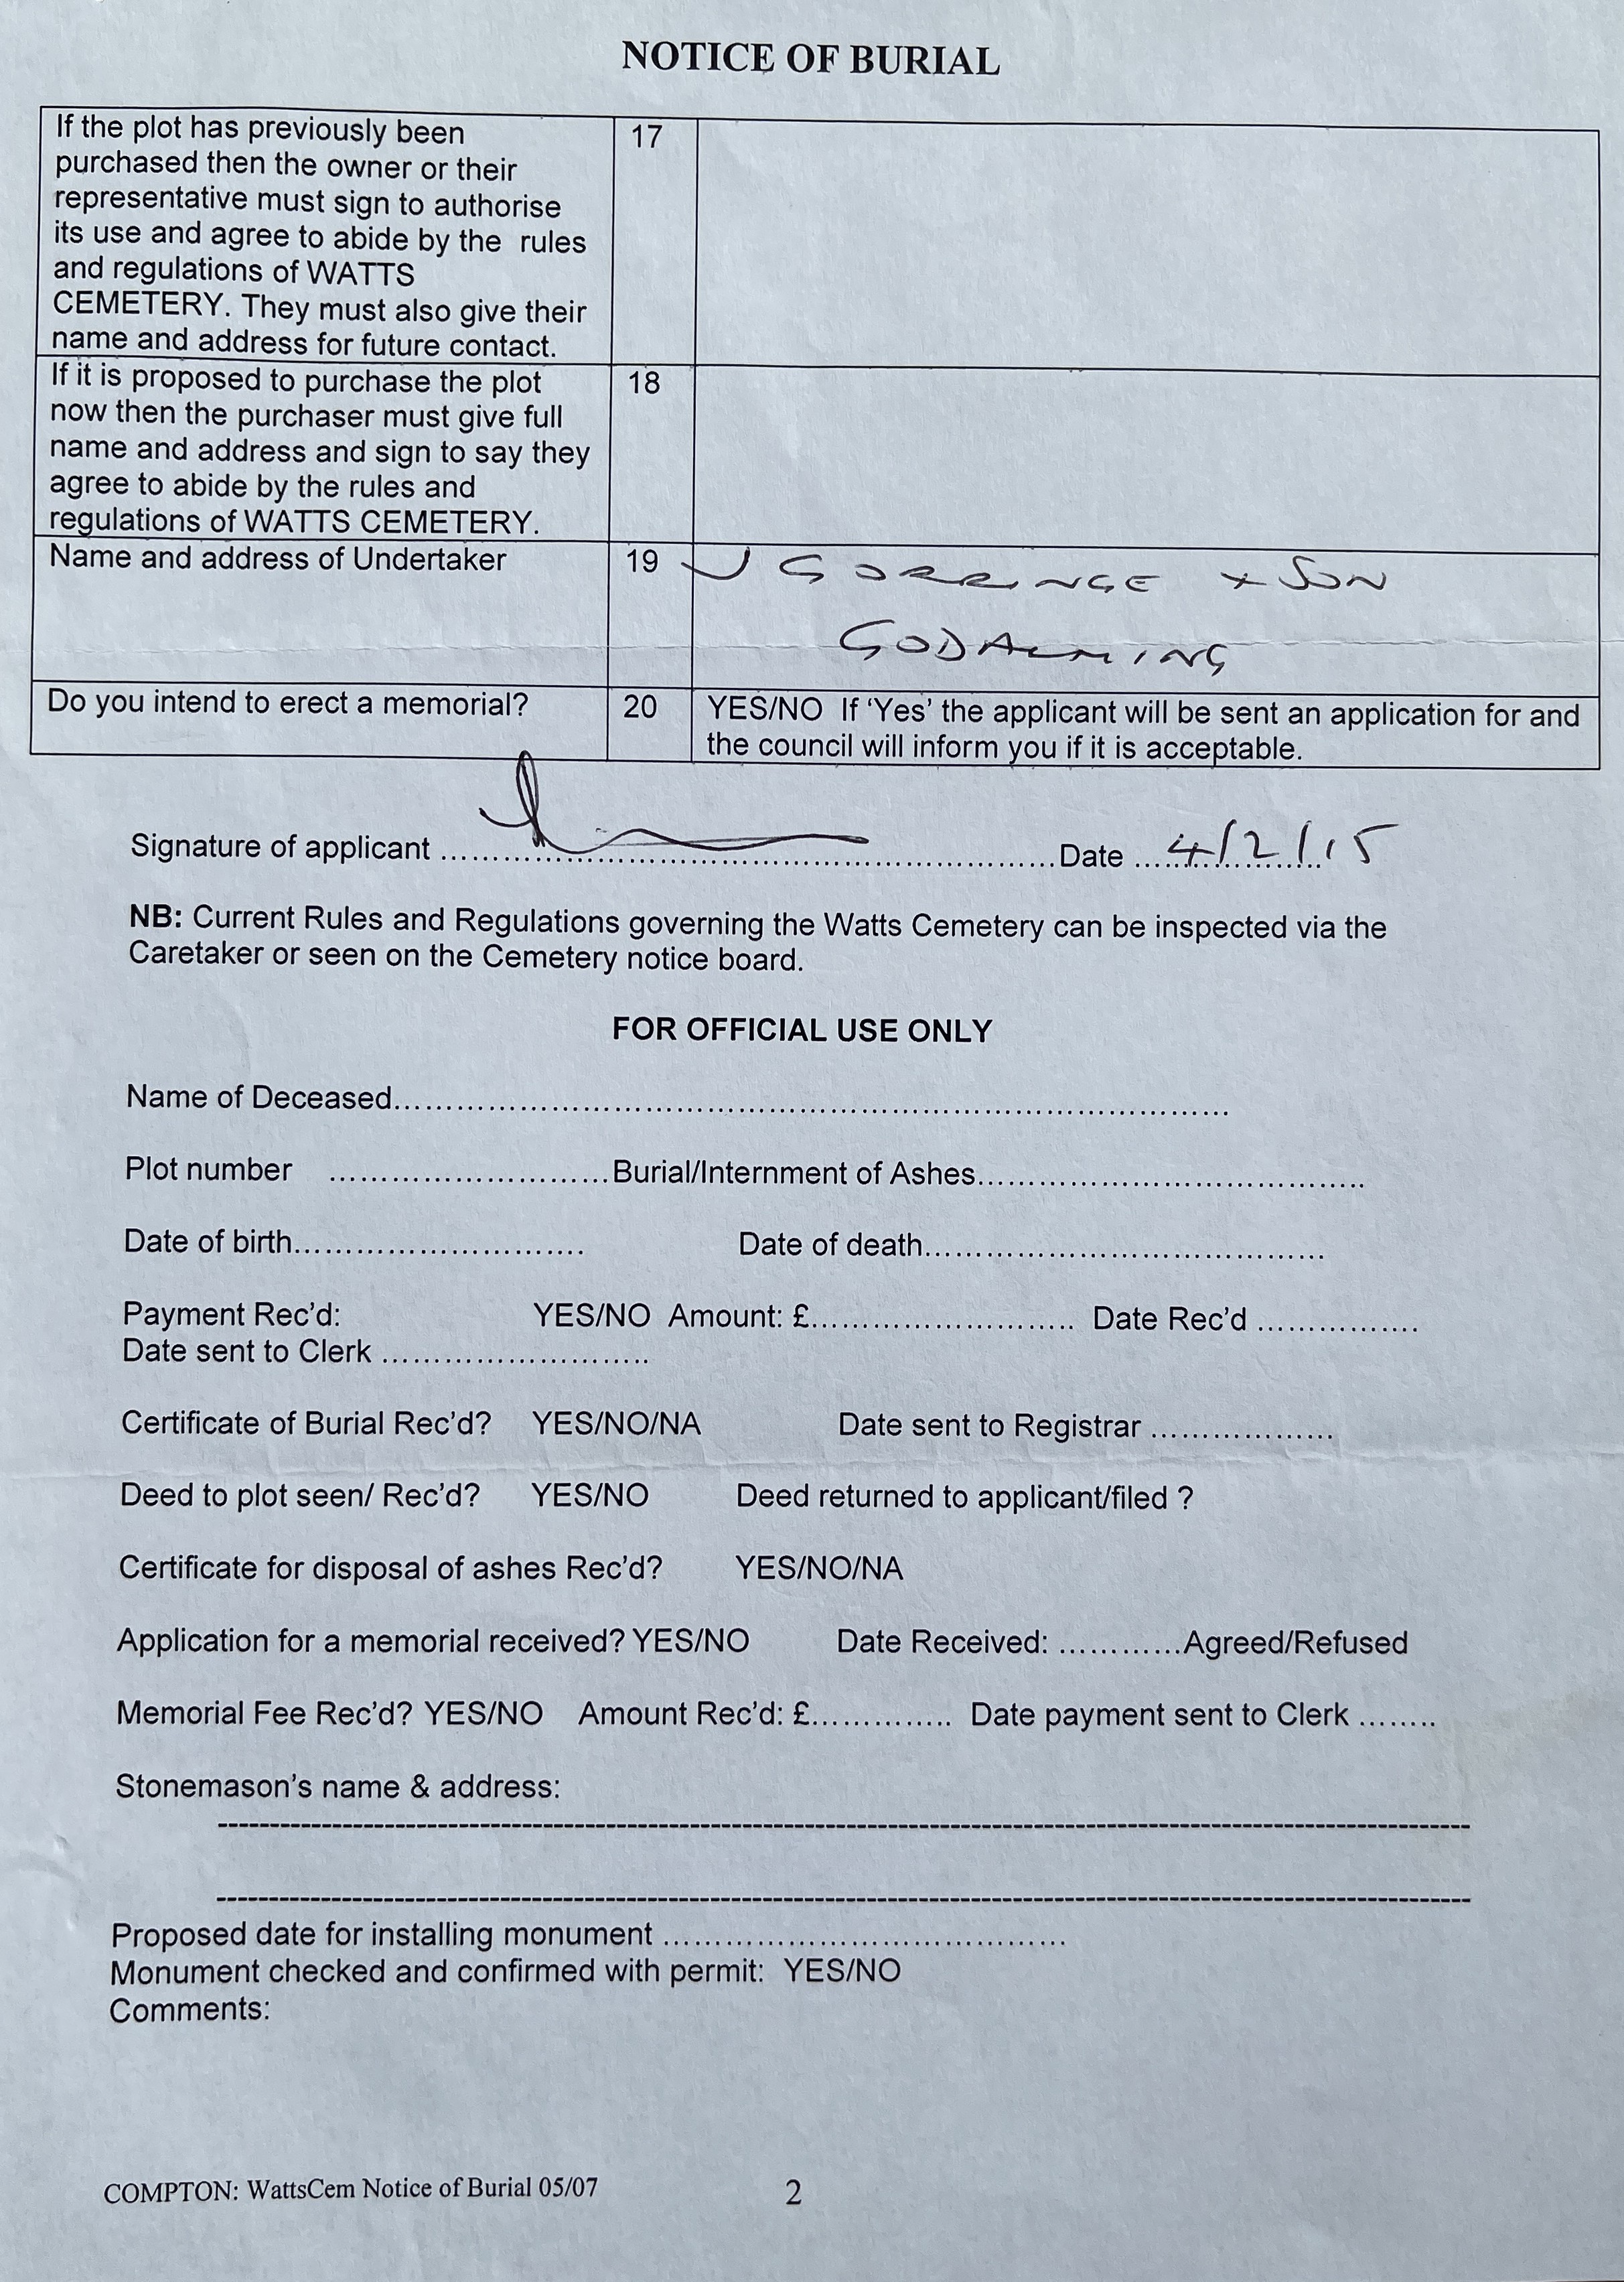 NOTICE OF BURIAL
If the plot has previously been
purchased then the owner or their
representative must sign to authorise
its use and agree to abide by the rules
and regulations of WATTS
CEMETERY. They must also give their
name and address for future contact.
17
If it is proposed to purchase the plot
now then the purchaser must give full
name and address and sign to say they
agree to abide by the rules and
regulations of WATTS CEMETERY.
18
Name and address of Undertaker
19
J GORRINGE + SON
GODALMING
Do you intend to erect a memorial?
20
YES/NO If ‘Yes’ the applicant will be sent an application for and
the council will inform you if it is acceptable.
Signature of applicant ........................................ Date ... 4/2/15
NB: Current Rules and Regulations governing the Watts Cemetery can be inspected via the
Caretaker or seen on the Cemetery notice board.
FOR OFFICIAL USE ONLY
Name of Deceased........................................
Plot number ..............................Burial/Internment of Ashes..............................
Date of birth.............................. Date of death..............................
Payment Rec’d: YES/NO Amount: £.............................. Date Rec’d ..................
Date sent to Clerk ..............................
Certificate of Burial Rec’d? YES/NO/NA Date sent to Registrar ....................
Deed to plot seen/ Rec’d? YES/NO Deed returned to applicant/filed ?
Certificate for disposal of ashes Rec’d? YES/NO/NA
Application for a memorial received? YES/NO Date Received: ............Agreed/Refused
Memorial Fee Rec’d? YES/NO Amount Rec’d: £............... Date payment sent to Clerk ........
Stonemason’s name & address:
Proposed date for installing monument ........................................
Monument checked and confirmed with permit: YES/NO
Comments:
COMPTON: WattsCem Notice of Burial 05/07
2